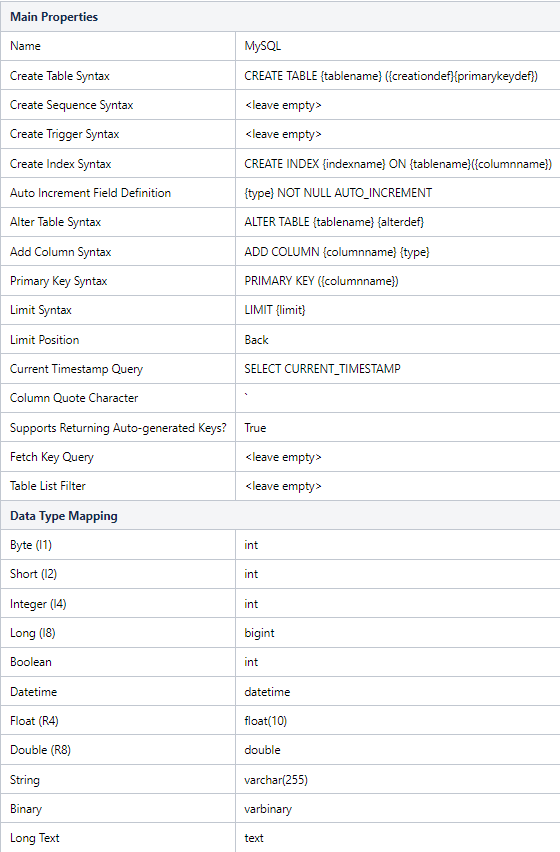 Main Properties
Name MySQL
Create Table Syntax CREATE TABLE {tablename} ({creationdef}{primarykeydef})
Create Sequence Syntax <leave empty>
Create Trigger Syntax <leave empty>
Create Index Syntax CREATE INDEX {indexname} ON {tablename}({columnname})
Auto Increment Field Definition {type} NOT NULL AUTO_INCREMENT
Alter Table Syntax ALTER TABLE {tablename} {alterdef}
Add Column Syntax ADD COLUMN {columnname} {type}
Primary Key Syntax PRIMARY KEY ({columnname})
Limit Syntax LIMIT {limit}
Limit Position Back
Current Timestamp Query SELECT CURRENT_TIMESTAMP
Column Quote Character `
Supports Returning Auto-generated Keys? True
Fetch Key Query <leave empty>
Table List Filter <leave empty>
Data Type Mapping
Byte (I1) int
Short (I2) int
Integer (I4) int
Long (I8) bigint
Boolean int
Datetime datetime
Float (R4) float(10)
Double (R8) double
String varchar(255)
Binary varbinary
Long Text text